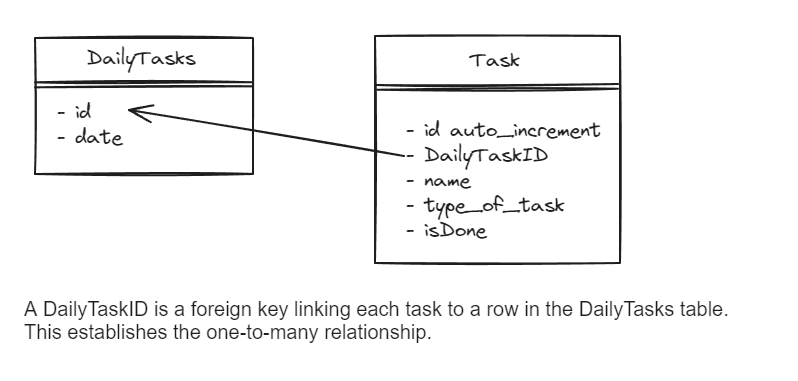 DailyTasks
- id
- date
Task
- id auto_increment
- DailyTaskID
- name
- type_of_task
- isDone
A DailyTaskID is a foreign key linking each task to a row in the DailyTasks table.
This establishes the one-to-many relationship.